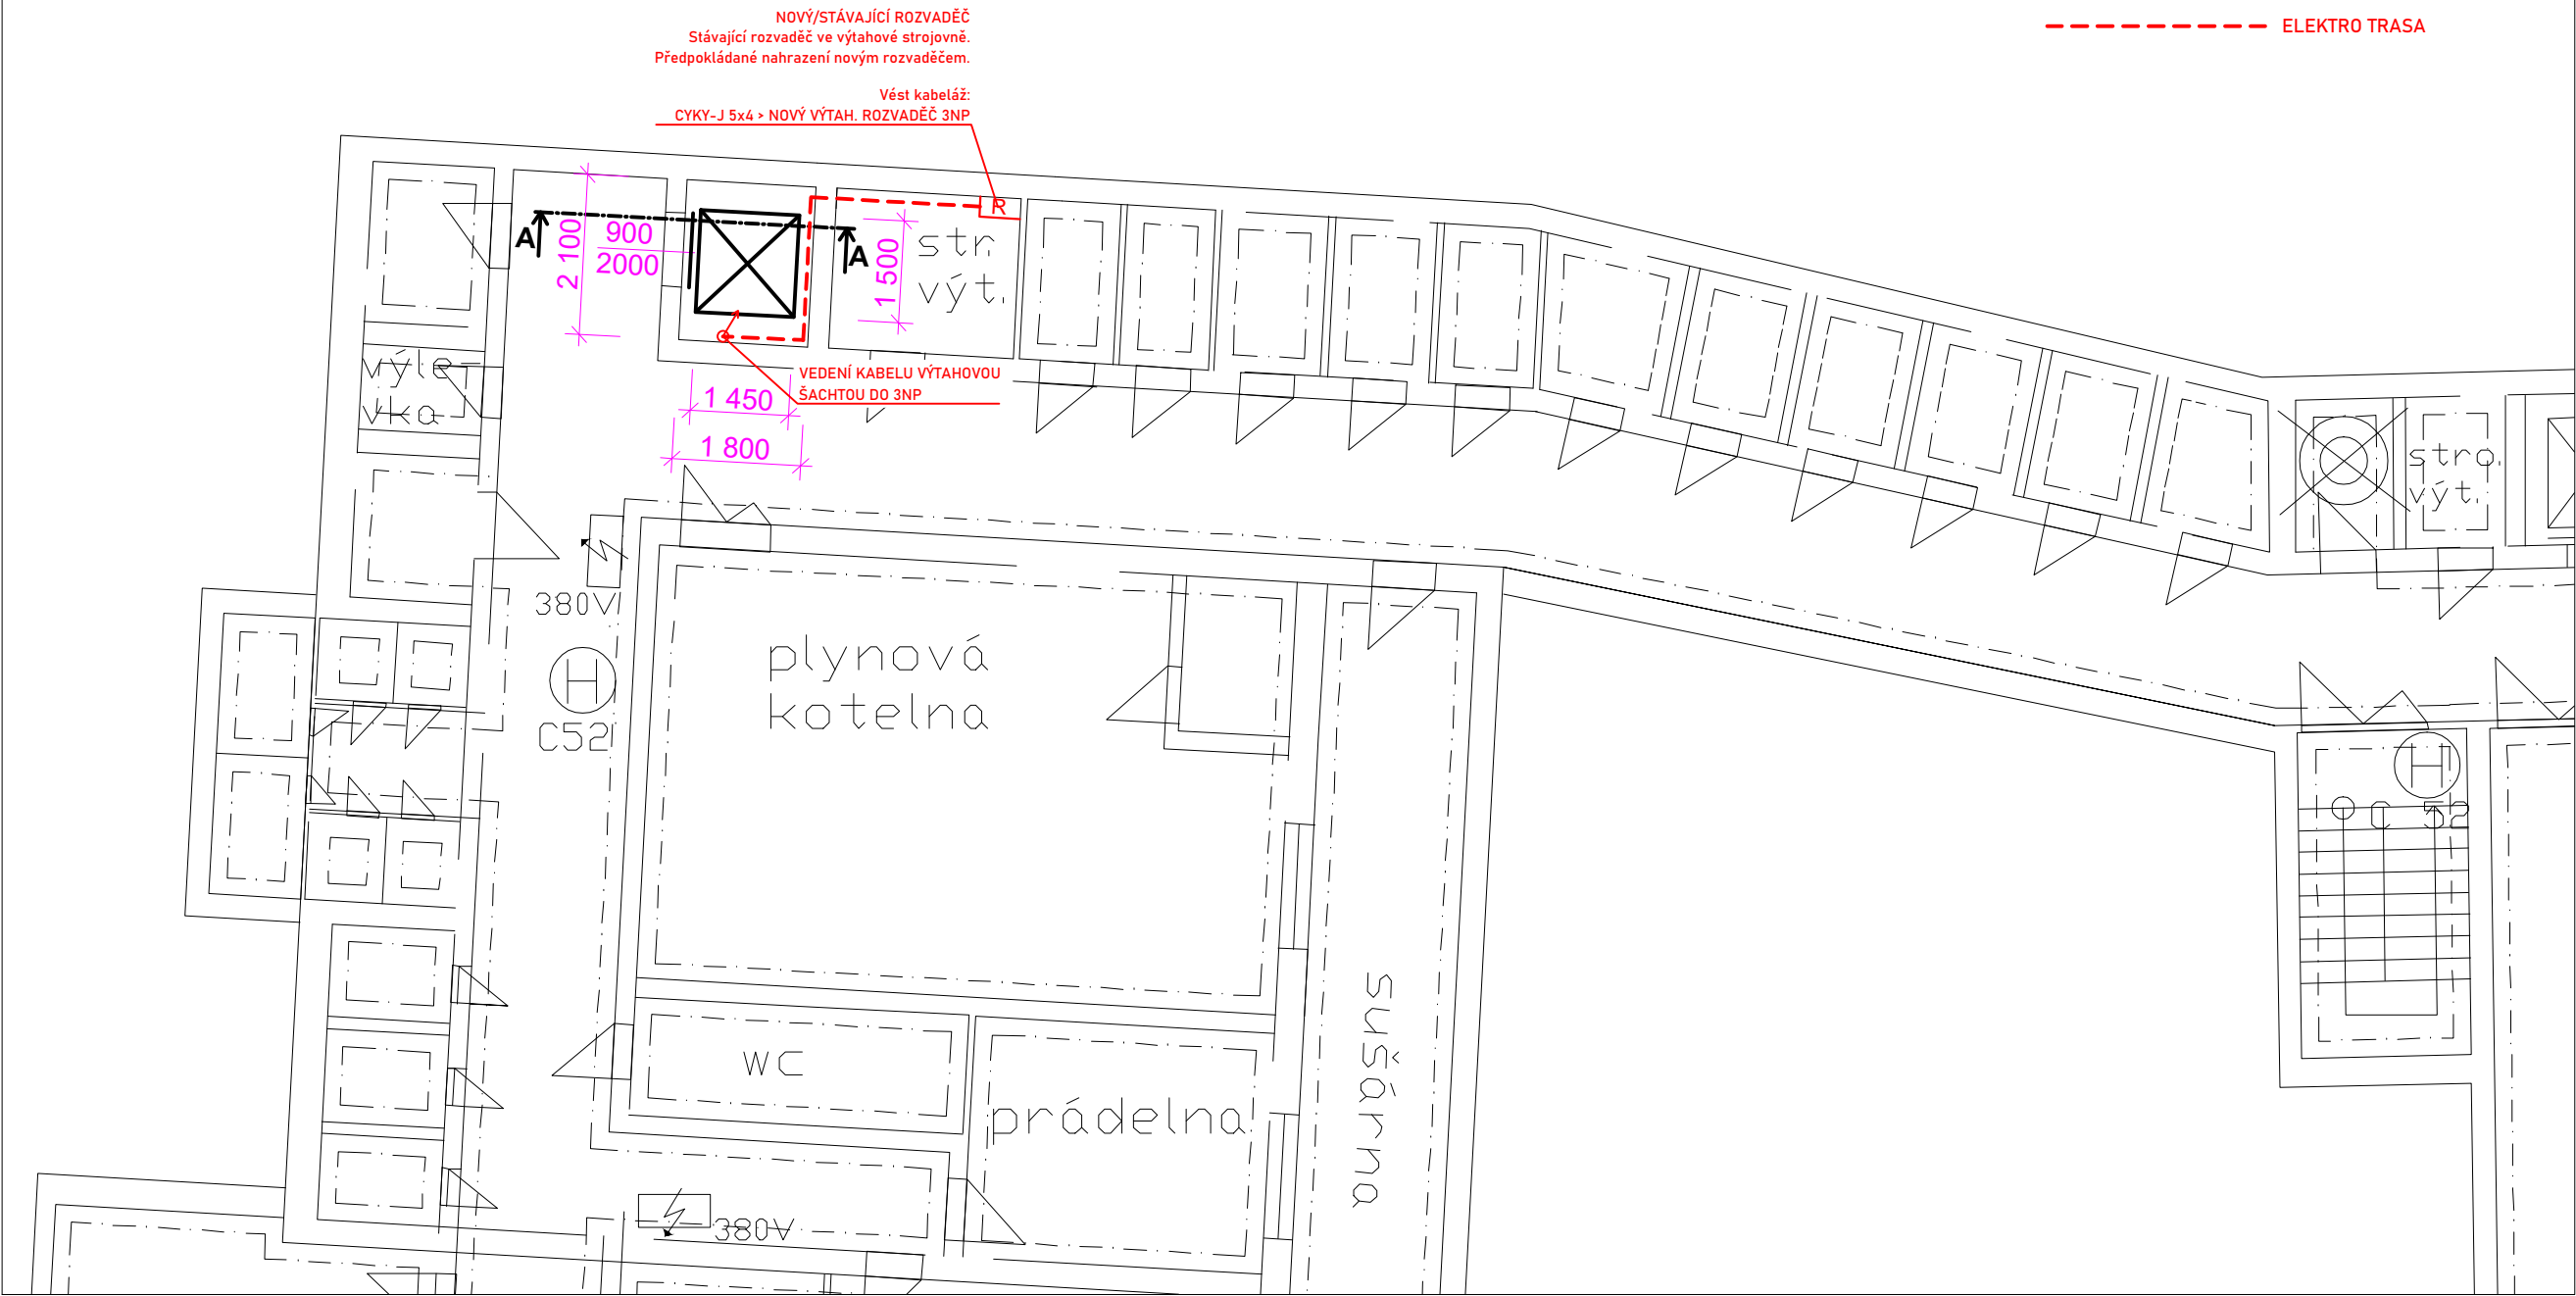 NOVÝ/STÁVAJÍCÍ ROZVADĚČ
Stávající rozvaděč ve výtahové strojovně.
Předpokládané nahrazení novým rozvaděčem.
Vést kabeláž:
CYKY-J 5x4 > NOVÝ VÝTAH. ROZVADĚČ 3NP
ELEKTRO TRASA
R
A
A
2 100
900
2000
1 500
str.
výt.
výle-
vka
VEDENÍ KABELU VÝTAHOVOU
ŠACHTOU DO 3NP
1 450
1 800
stro.
výt.
380V
H
C52
plynová
kotelna
H
C 52
sušárna
WC
prádelna
380V